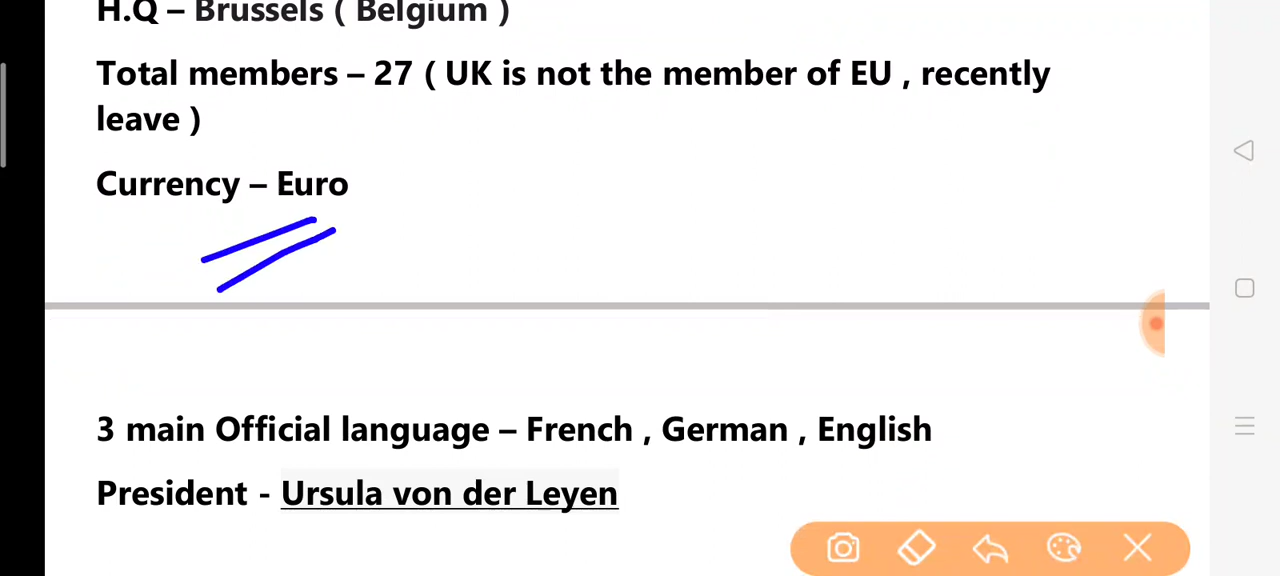 H.Q – Brussels ( Belgium )
Total members – 27 ( UK is not the member of EU , recently
leave )
Currency – Euro
3 main Official language – French , German , English
President - Ursula von der Leyen